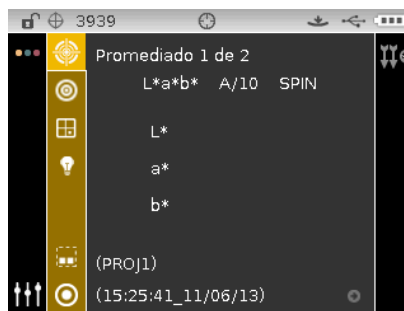 3939
Promediado 1 de 2
L*a*b* A/10 SPIN
L*
a*
b*
(PROJ1)
(15:25:41_11/06/13)